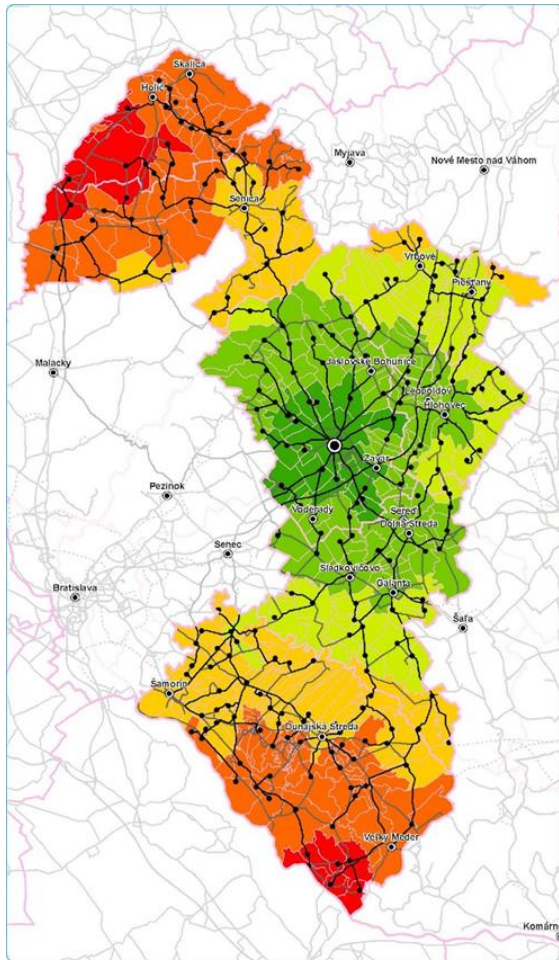 Skalica
Holíč
Myjava
Nové Mesto nad Váhom
Senica
Vrbové
Piešťany
Malacky
Jaslovské Bohunice
Leopoldov
Hlohovec
Zavar
Pezinok
Voderady
Sereď
Dolná Streda
Senec
Sládkovičovo
Galanta
Bratislava
Šaľa
Šamorín
Dunajská Streda
Veľký Meder
Komárno